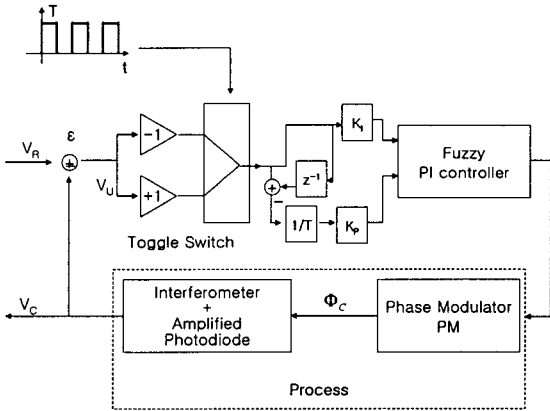 T
t
ε
V_R
V_U
−1
+1
Toggle Switch
K_I
z⁻¹
+
−
1/T
K_p
Fuzzy
PI controller
V_C
Interferometer
+
Amplified
Photodiode
Φ_C
Phase Modulator
PM
Process